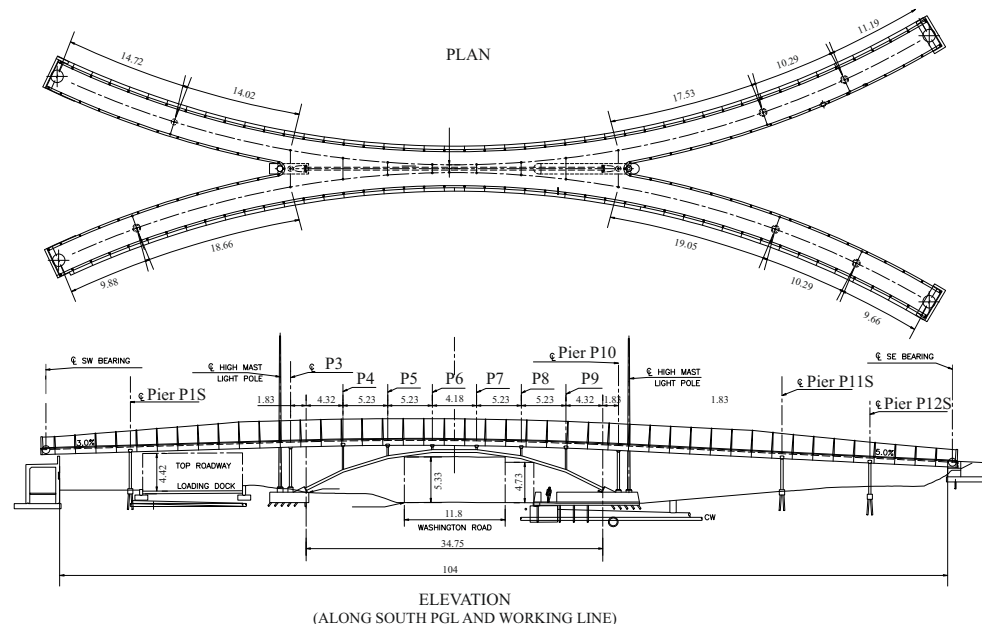 PLAN
14.72
14.02
17.53
10.29
11.19
9.88
18.66
19.05
10.29
9.66
℄ SW BEARING
℄ HIGH MAST
LIGHT POLE
℄ P3
P4
P5
P6
P7
P8
P9
℄ Pier P10
℄ HIGH MAST
LIGHT POLE
℄ SE BEARING
℄ Pier P1S
℄ Pier P11S
℄ Pier P12S
1.83
4.32
5.23
5.23
4.18
5.23
5.23
4.32
1.83
1.83
3.0%
5.0%
4.42
TOP ROADWAY
LOADING DOCK
5.33
4.73
11.8
WASHINGTON ROAD
CW
34.75
104
ELEVATION
(ALONG SOUTH PGL AND WORKING LINE)